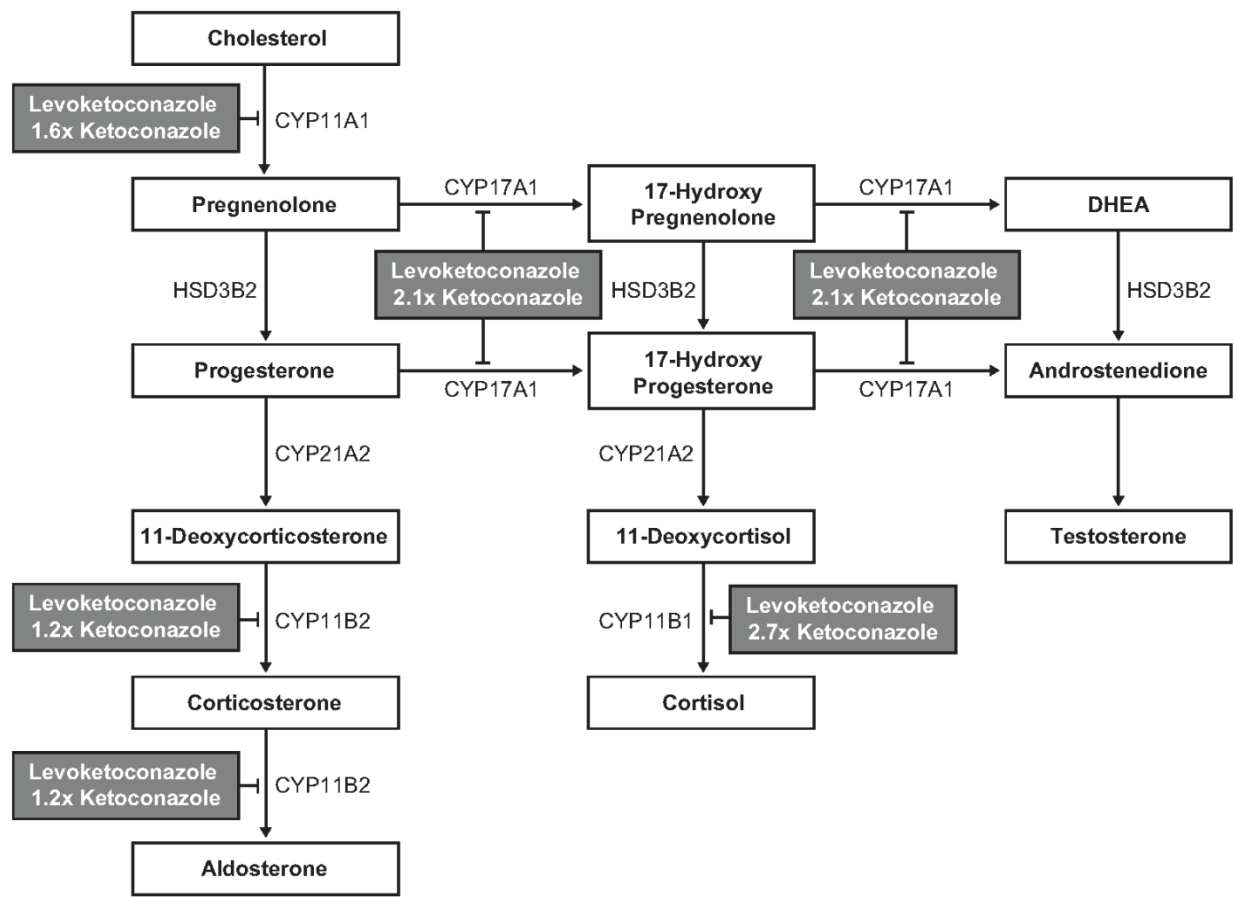 Cholesterol
Levoketoconazole
1.6x Ketoconazole
CYP11A1
Pregnenolone
CYP17A1
17-Hydroxy
Pregnenolone
CYP17A1
DHEA
HSD3B2
Levoketoconazole
2.1x Ketoconazole
HSD3B2
Levoketoconazole
2.1x Ketoconazole
HSD3B2
Progesterone
CYP17A1
17-Hydroxy
Progesterone
CYP17A1
Androstenedione
CYP21A2
CYP21A2
11-Deoxycorticosterone
11-Deoxycortisol
Testosterone
Levoketoconazole
1.2x Ketoconazole
CYP11B2
CYP11B1
Levoketoconazole
2.7x Ketoconazole
Corticosterone
Cortisol
Levoketoconazole
1.2x Ketoconazole
CYP11B2
Aldosterone